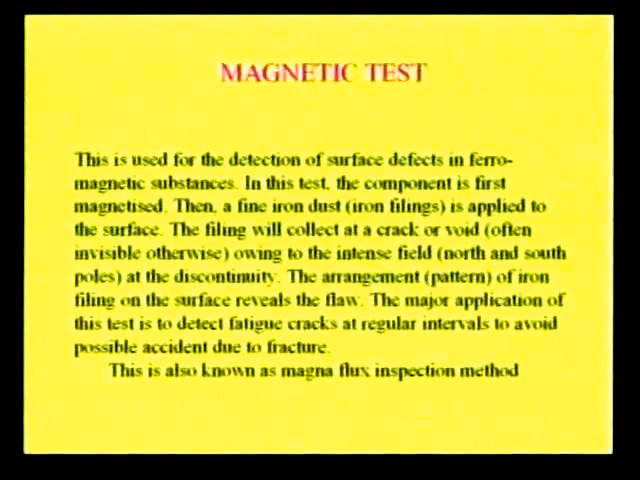 MAGNETIC TEST
This is used for the detection of surface defects in ferro-
magnetic substances. In this test, the component is first
magnetised. Then, a fine iron dust (iron filings) is applied to
the surface. The filing will collect at a crack or void (often
invisible otherwise) owing to the intense field (north and south
poles) at the discontinuity. The arrangement (pattern) of iron
filing on the surface reveals the flaw. The major application of
this test is to detect fatigue cracks at regular intervals to avoid
possible accident due to fracture.
This is also known as magna flux inspection method